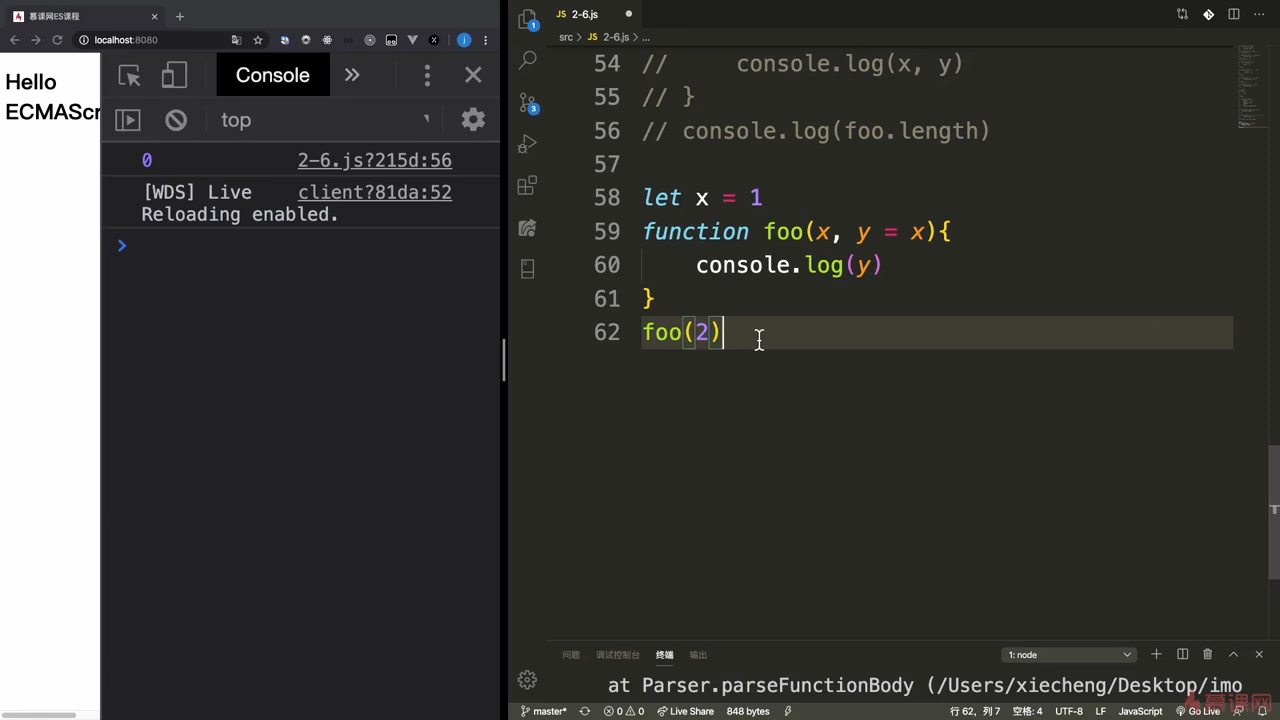 慕课网ES课程
localhost:8080
Hello
ECMAScr
Console
top
0 2-6.js?215d:56
[WDS] Live client?81da:52
Reloading enabled.
2-6.js
src > JS 2-6.js > ...
54 //     console.log(x, y)
55 // }
56 // console.log(foo.length)
57
58 let x = 1
59 function foo(x, y = x){
60     console.log(y)
61 }
62 foo(2)
问题 调试控制台 终端 输出 1: node
at Parser.parseFunctionBody (/Users/xiecheng/Desktop/imo
master* 0 0 Live Share 848 bytes 行 62, 列 7 空格: 4 UTF-8 LF JavaScript Go Live
慕课网